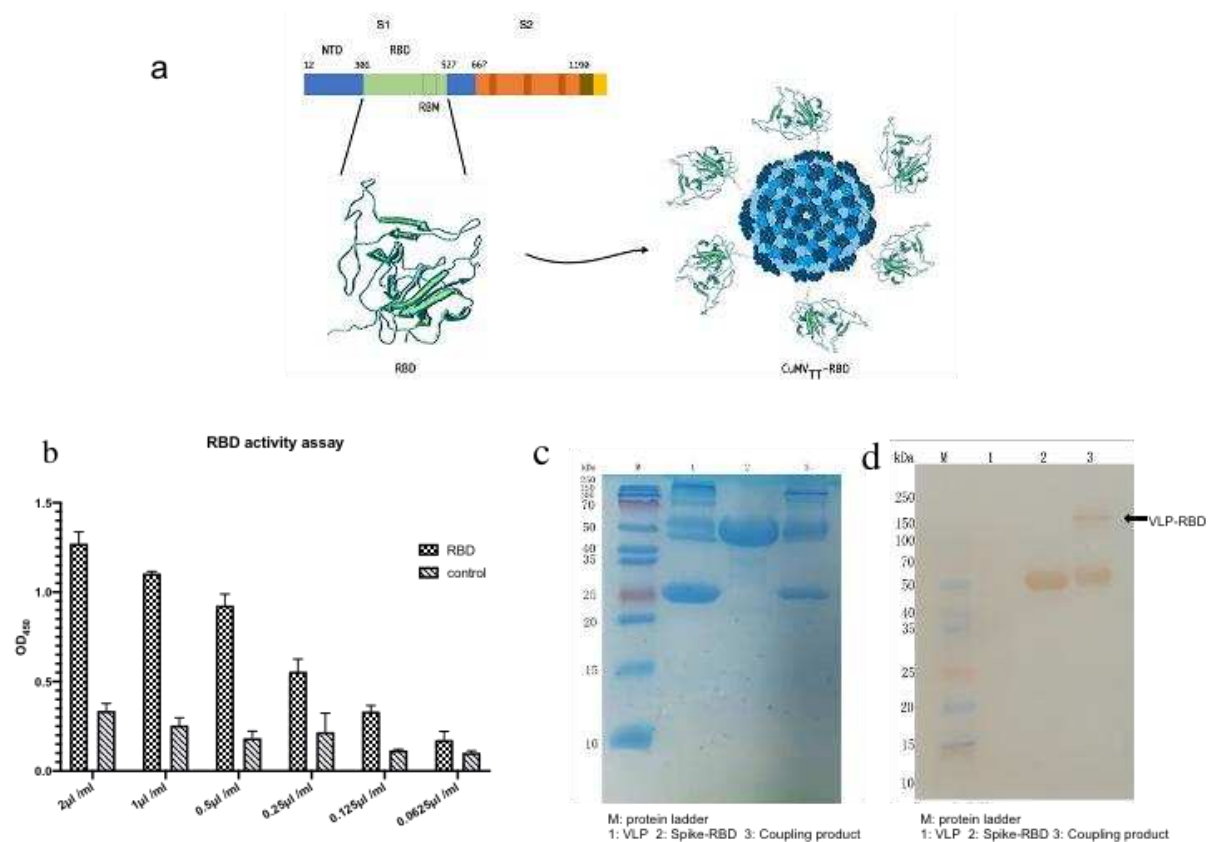 a
S1 S2
NTD RBD
12 306 527 667 1190
RBM
RBD
CuMVTT-RBD
b
RBD activity assay
OD450
1.5
1.0
0.5
0.0
RBD
control
2μl /ml 1μl /ml 0.5μl /ml 0.25μl /ml 0.125μl /ml 0.0625μl /ml
c
kDa M 1 2 3
250
70
50
40
35
25
20
15
10
M: protein ladder
1: VLP 2: Spike-RBD 3: Coupling product
d
kDa M 1 2 3
250
150
100
70
50
40
35
25
20
15
10
VLP-RBD
M: protein ladder
1: VLP 2: Spike-RBD 3: Coupling product